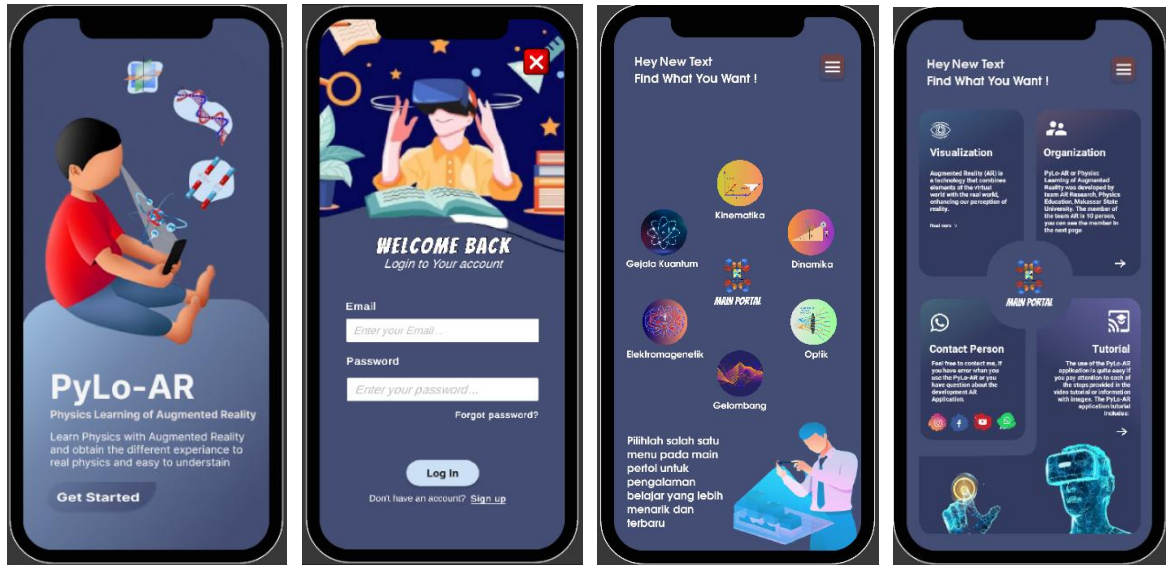 PyLo-AR
Physics Learning of Augmented Reality
Learn Physics with Augmented Reality
and obtain the different experiance to
real physics and easy to understain
Get Started
WELCOME BACK
Login to Your account
Email
Enter your Email...
Password
Enter your password...
Forgot password?
Log In
Don't have an account? Sign up
Hey New Text
Find What You Want !
Kinematika
Gejala Kuantum
Dinamika
MAIN PORTAL
Elektromagenetik
Optik
Gelombang
Pilihlah salah satu
menu pada main
pertol untuk
pengalaman
belajar yang lebih
menarik dan
terbaru
Hey New Text
Find What You Want !
Visualization
Augmented Reality (AR) is
a technology that combines
elements of the virtual
world with the real world,
enhancing our perception of
reality.
Read more >
Organization
PyLo-AR or Physisc
Learning of Augmented
Reality was developed by
team AR Research, Physics
Education, Makassar State
University. The member of
the team AR is 10 person,
you can see the member in
the next page
MAIN PORTAL
Contact Person
Feel free to contact me, if
you have error when you
use the PyLo-AR or you
have question about the
development AR
Application.
Tutorial
The use of the PyLo-AR
application is quite easy if
you pay attention to each of
the steps provided in the
video tutorial or information
with integes. The PyLo-AR
application tutorial
includes: